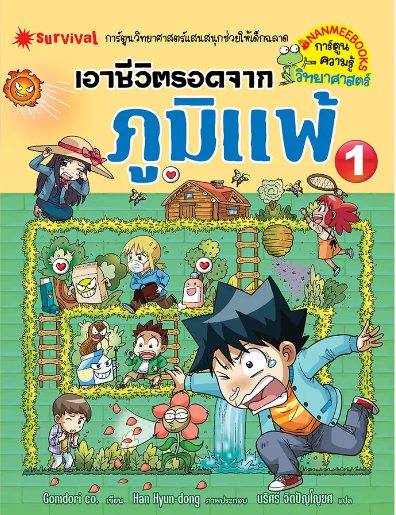 Survival การ์ตูนวิทยาศาสตร์แสนสนุกช่วยให้เด็กฉลาด
NANMEEBOOKS
การ์ตูน
ความรู้
วิทยาศาสตร์
เอาชีวิตรอดจาก
ภูมิแพ้
1
Gomdori co. เขียน Han Hyun-dong ภาพประกอบ นริศร์ จิตปัญโญยศ แปล